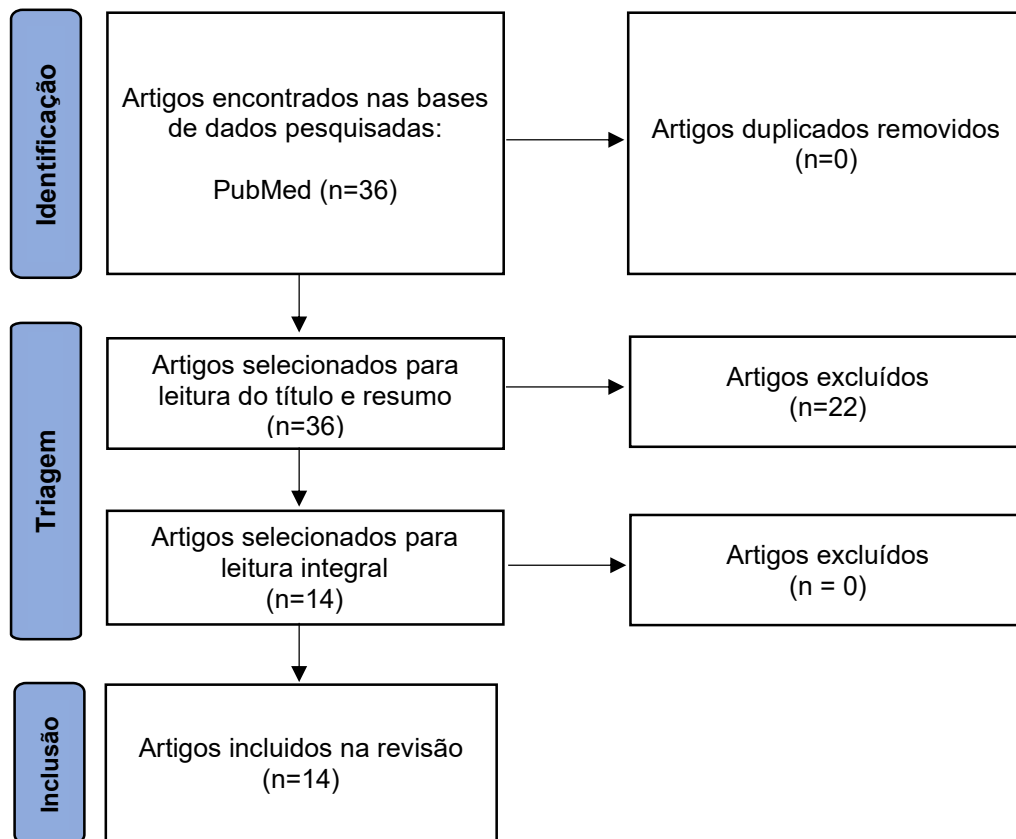 Identificação
Artigos encontrados nas bases
de dados pesquisadas:
PubMed (n=36)
Artigos duplicados removidos
(n=0)
Triagem
Artigos selecionados para
leitura do título e resumo
(n=36)
Artigos excluídos
(n=22)
Artigos selecionados para
leitura integral
(n=14)
Artigos excluídos
(n = 0)
Inclusão
Artigos incluidos na revisão
(n=14)